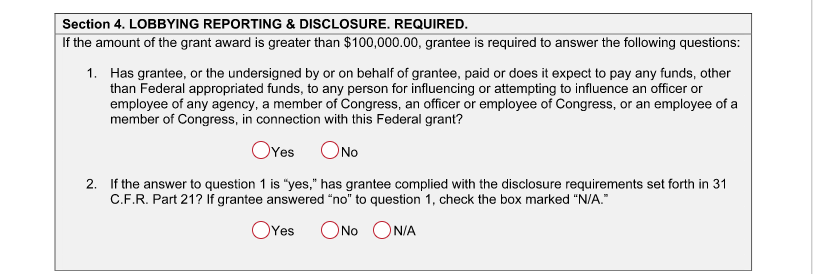 Section 4. LOBBYING REPORTING & DISCLOSURE. REQUIRED.
If the amount of the grant award is greater than $100,000.00, grantee is required to answer the following questions:
1. Has grantee, or the undersigned by or on behalf of grantee, paid or does it expect to pay any funds, other
than Federal appropriated funds, to any person for influencing or attempting to influence an officer or
employee of any agency, a member of Congress, an officer or employee of Congress, or an employee of a
member of Congress, in connection with this Federal grant?
Yes No
2. If the answer to question 1 is “yes,” has grantee complied with the disclosure requirements set forth in 31
C.F.R. Part 21? If grantee answered “no” to question 1, check the box marked “N/A.”
Yes No N/A